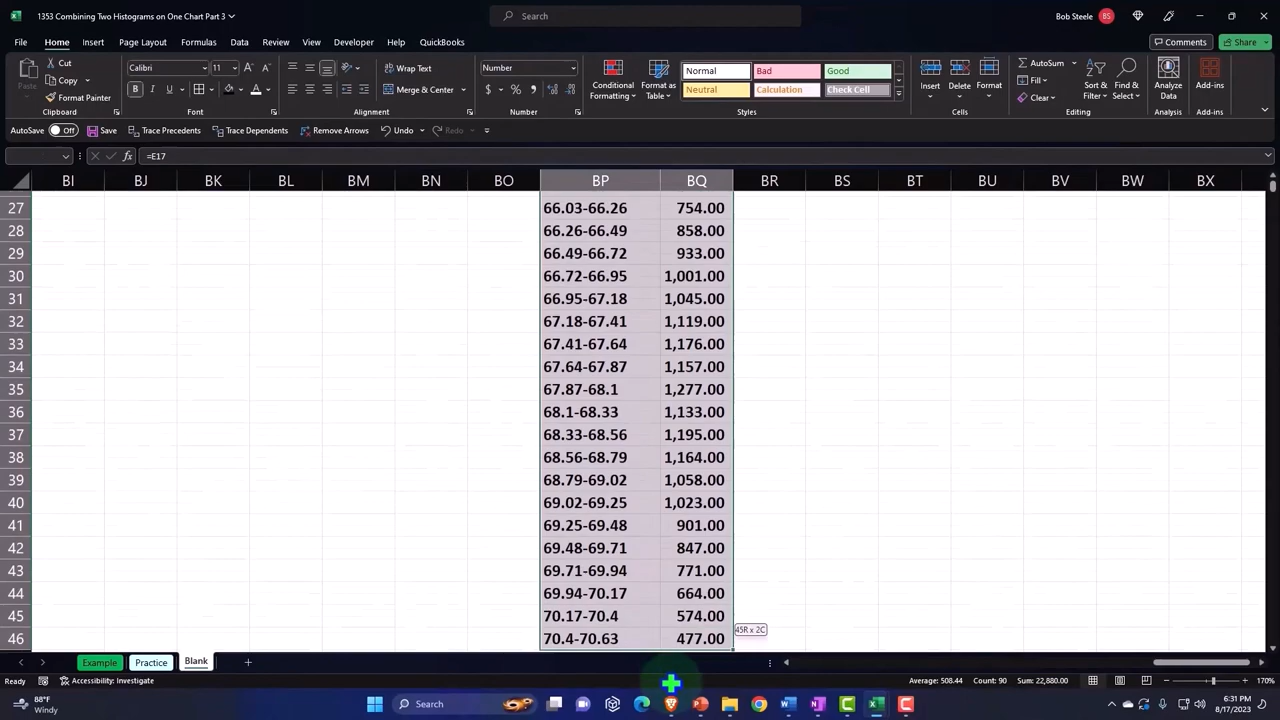 1353 Combining Two Histograms on One Chart Part 3
Search
Bob Steele BS
File Home Insert Page Layout Formulas Data Review View Developer Help QuickBooks
Comments Share
Paste Cut Copy Format Painter
Calibri 11
Wrap Text
Merge & Center
Number
Conditional Formatting Format as Table
Normal Bad Good
Neutral Calculation Check Cell
Insert Delete Format
AutoSum Fill Clear
Sort & Filter Find & Select
Analyze Data
Add-ins
Clipboard Font Alignment Number Styles Cells Editing Analysis Add-ins
AutoSave Off Save Trace Precedents Trace Dependents Remove Arrows Undo Redo
=E17
BI BJ BK BL BM BN BO BP BQ BR BS BT BU BV BW BX
27 66.03-66.26 754.00
28 66.26-66.49 858.00
29 66.49-66.72 933.00
30 66.72-66.95 1,001.00
31 66.95-67.18 1,045.00
32 67.18-67.41 1,119.00
33 67.41-67.64 1,176.00
34 67.64-67.87 1,157.00
35 67.87-68.1 1,277.00
36 68.1-68.33 1,133.00
37 68.33-68.56 1,195.00
38 68.56-68.79 1,164.00
39 68.79-69.02 1,058.00
40 69.02-69.25 1,023.00
41 69.25-69.48 901.00
42 69.48-69.71 847.00
43 69.71-69.94 771.00
44 69.94-70.17 664.00
45 70.17-70.4 574.00
45R x 2C
46 70.4-70.63 477.00
Example Practice Blank
Ready Accessibility: Investigate Average: 508.44 Count: 90 Sum: 22,880.00 170%
88°F
Windy
Search
6:31 PM
8/17/2023